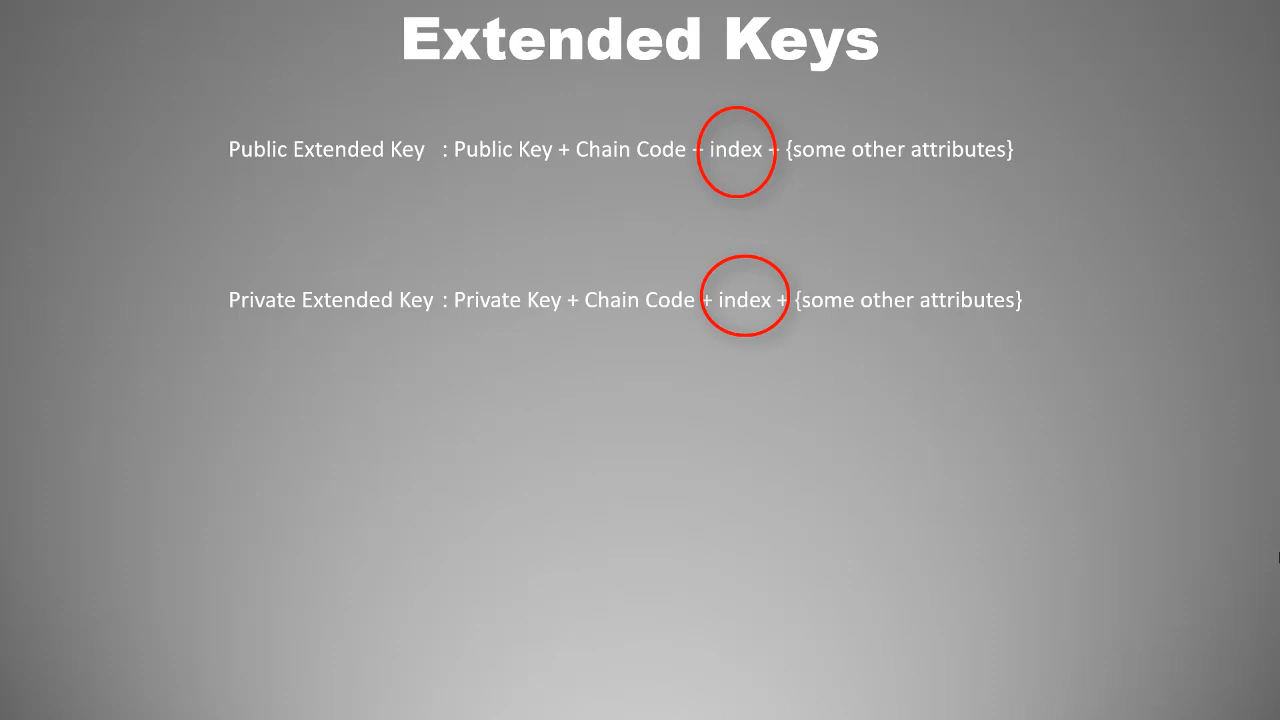 Extended Keys
Public Extended Key : Public Key + Chain Code + index + {some other attributes}
Private Extended Key : Private Key + Chain Code + index + {some other attributes}